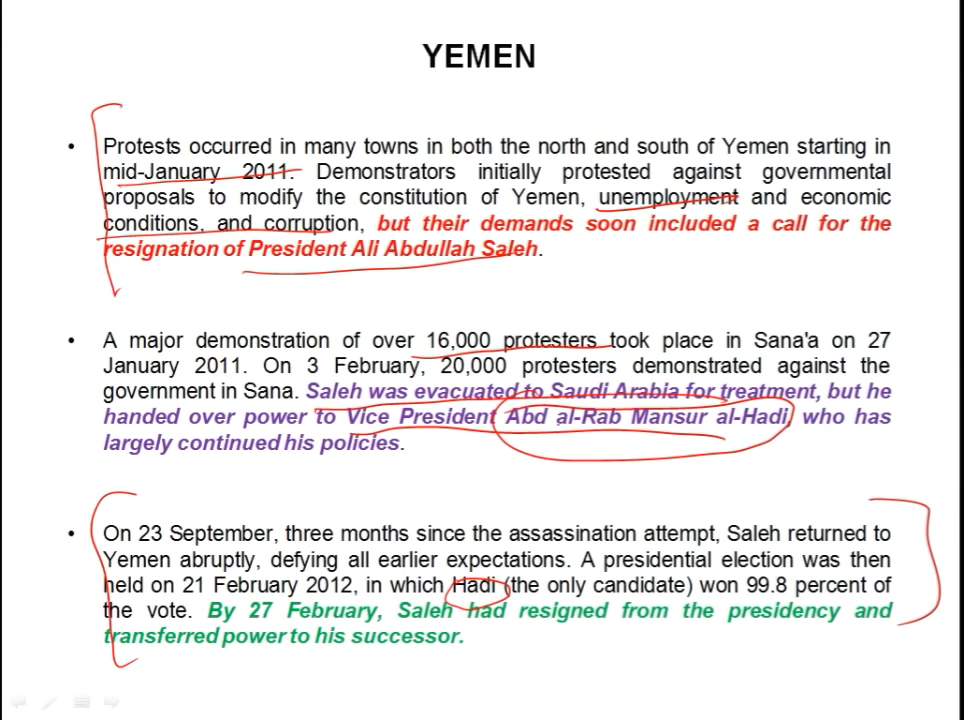 YEMEN
• Protests occurred in many towns in both the north and south of Yemen starting in
mid-January 2011. Demonstrators initially protested against governmental
proposals to modify the constitution of Yemen, unemployment and economic
conditions, and corruption, but their demands soon included a call for the
resignation of President Ali Abdullah Saleh.
• A major demonstration of over 16,000 protesters took place in Sana'a on 27
January 2011. On 3 February, 20,000 protesters demonstrated against the
government in Sana. Saleh was evacuated to Saudi Arabia for treatment, but he
handed over power to Vice President Abd al-Rab Mansur al-Hadi, who has
largely continued his policies.
• On 23 September, three months since the assassination attempt, Saleh returned to
Yemen abruptly, defying all earlier expectations. A presidential election was then
held on 21 February 2012, in which Hadi (the only candidate) won 99.8 percent of
the vote. By 27 February, Saleh had resigned from the presidency and
transferred power to his successor.